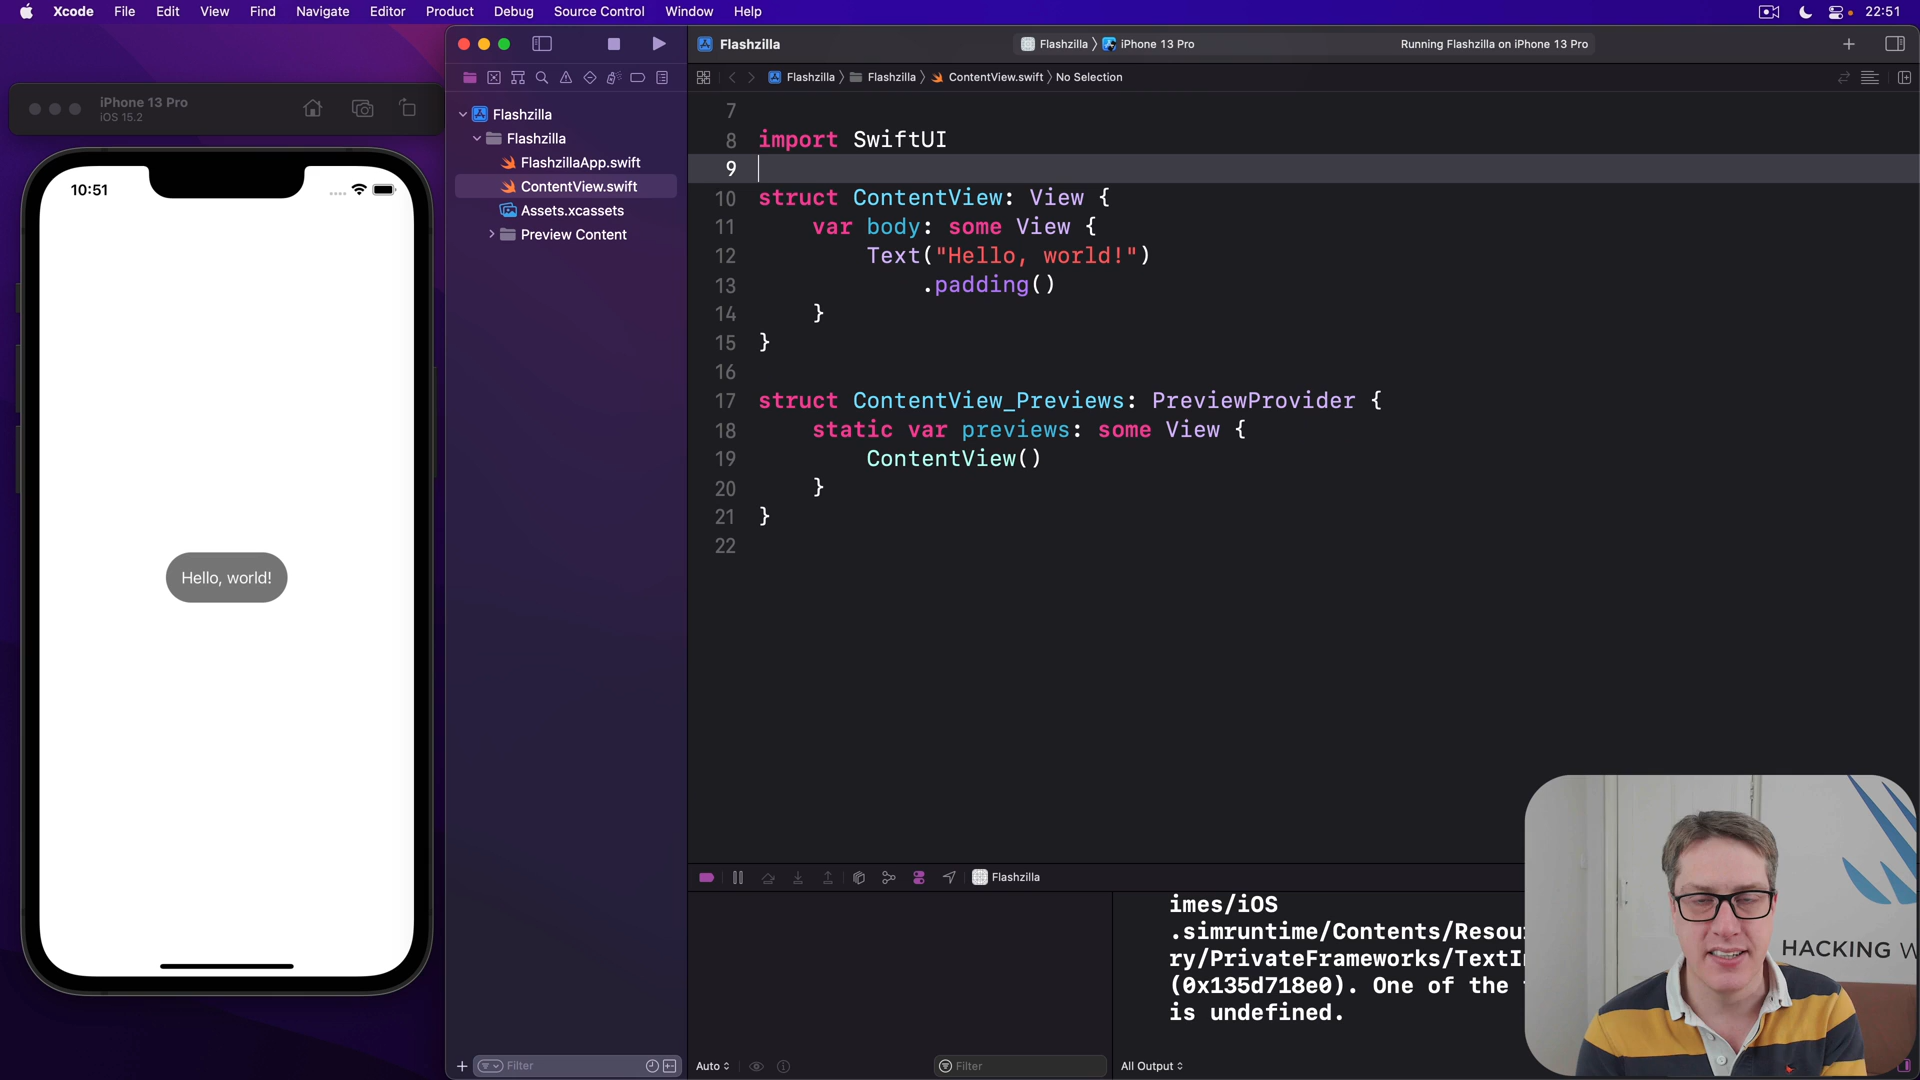 Xcode File Edit View Find Navigate Editor Product Debug Source Control Window Help 22:51
Flashzilla
Flashzilla iPhone 13 Pro
Running Flashzilla on iPhone 13 Pro
Flashzilla Flashzilla ContentView.swift No Selection
iPhone 13 Pro
iOS 15.2
10:51
Hello, world!
Flashzilla
Flashzilla
FlashzillaApp.swift
ContentView.swift
Assets.xcassets
Preview Content
Filter
7
8 import SwiftUI
9
10 struct ContentView: View {
11 var body: some View {
12 Text("Hello, world!")
13 .padding()
14 }
15 }
16
17 struct ContentView_Previews: PreviewProvider {
18 static var previews: some View {
19 ContentView()
20 }
21 }
22
Flashzilla
imes/iOS
.simruntime/Contents/Resou
ry/PrivateFrameworks/TextI
(0x135d718e0). One of the
is undefined.
Auto
Filter
All Output
HACKING W